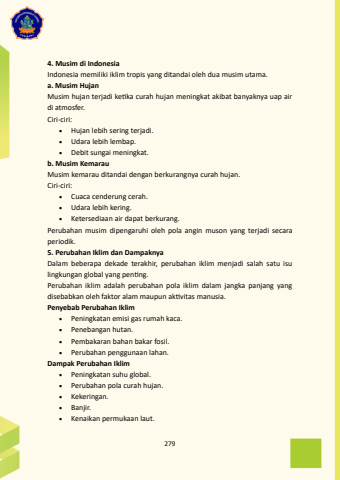 4. Musim di Indonesia
Indonesia memiliki iklim tropis yang ditandai oleh dua musim utama.
a. Musim Hujan
Musim hujan terjadi ketika curah hujan meningkat akibat banyaknya uap air
di atmosfer.
Ciri-ciri:
• Hujan lebih sering terjadi.
• Udara lebih lembap.
• Debit sungai meningkat.
b. Musim Kemarau
Musim kemarau ditandai dengan berkurangnya curah hujan.
Ciri-ciri:
• Cuaca cenderung cerah.
• Udara lebih kering.
• Ketersediaan air dapat berkurang.
Perubahan musim dipengaruhi oleh pola angin muson yang terjadi secara
periodik.
5. Perubahan Iklim dan Dampaknya
Dalam beberapa dekade terakhir, perubahan iklim menjadi salah satu isu
lingkungan global yang penting.
Perubahan iklim adalah perubahan pola iklim dalam jangka panjang yang
disebabkan oleh faktor alam maupun aktivitas manusia.
Penyebab Perubahan Iklim
• Peningkatan emisi gas rumah kaca.
• Penebangan hutan.
• Pembakaran bahan bakar fosil.
• Perubahan penggunaan lahan.
Dampak Perubahan Iklim
• Peningkatan suhu global.
• Perubahan pola curah hujan.
• Kekeringan.
• Banjir.
• Kenaikan permukaan laut.
279